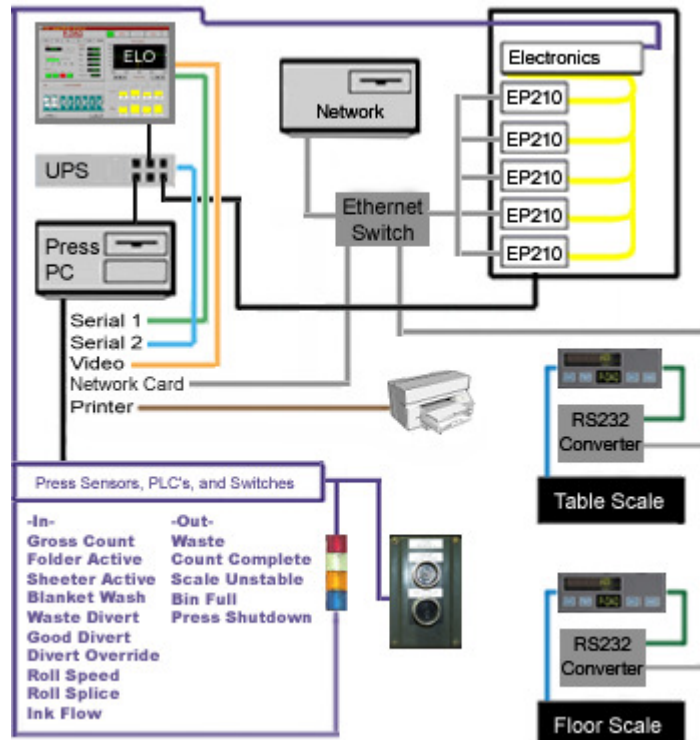 ELO
Electronics
EP210
EP210
EP210
EP210
EP210
Network
UPS
Ethernet
Switch
Press
PC
Serial 1
Serial 2
Video
Network Card
Printer
RS232
Converter
Table Scale
Press Sensors, PLC's, and Switches
-In-
Gross Count
Folder Active
Sheeter Active
Blanket Wash
Waste Divert
Good Divert
Divert Override
Roll Speed
Roll Splice
Ink Flow
-Out-
Waste
Count Complete
Scale Unstable
Bin Full
Press Shutdown
RS232
Converter
Floor Scale